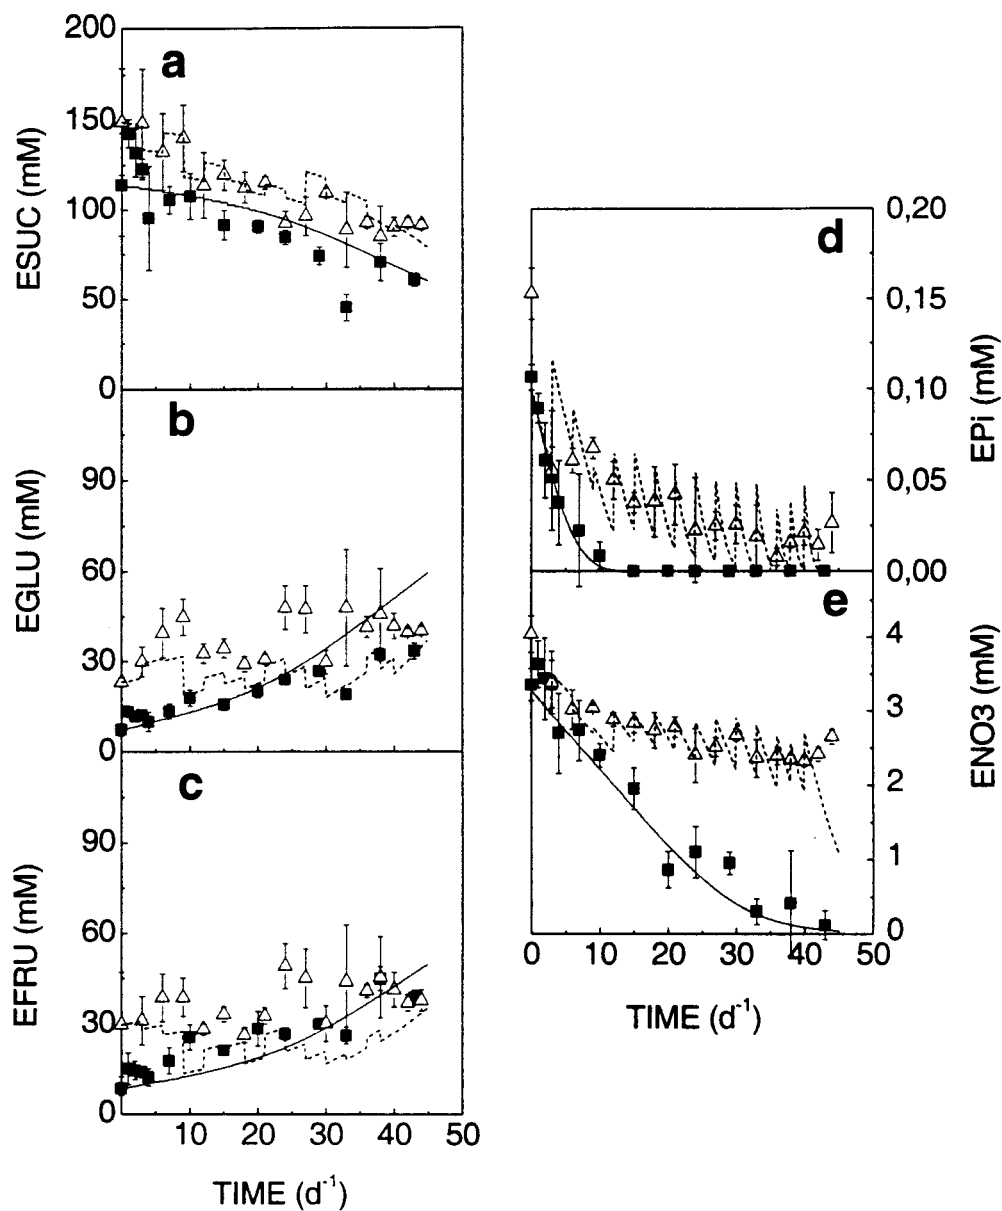 200
a
150
ESUC (mM)
100
50
0
b
90
EGLU (mM)
60
30
0
c
90
EFRU (mM)
60
30
0
10 20 30 40 50
TIME (d⁻¹)
0,20
d
0,15
EPi (mM)
0,10
0,05
0,00
e
4
ENO3 (mM)
3
2
1
0
0 10 20 30 40 50
TIME (d⁻¹)